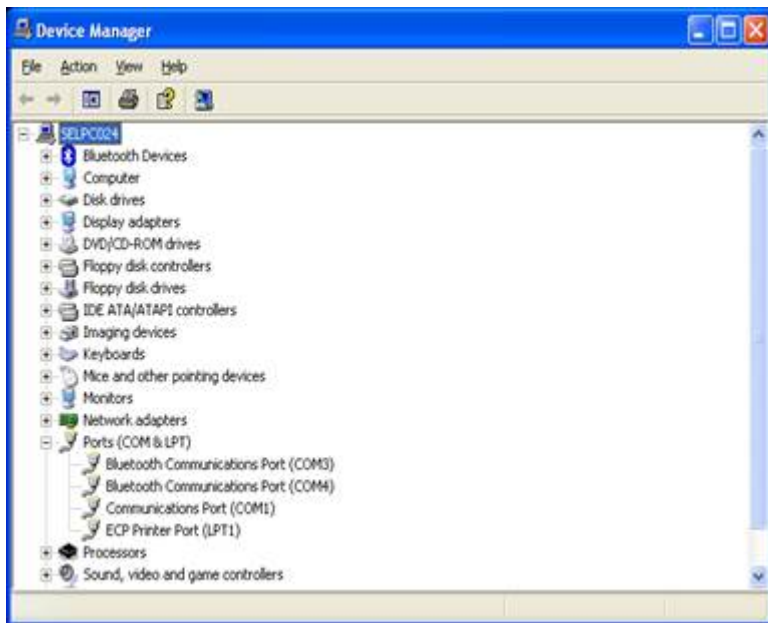 Device Manager
File Action View Help
SELPC024
Bluetooth Devices
Computer
Disk drives
Display adapters
DVD/CD-ROM drives
Floppy disk controllers
Floppy disk drives
IDE ATA/ATAPI controllers
Imaging devices
Keyboards
Mice and other pointing devices
Monitors
Network adapters
Ports (COM & LPT)
Bluetooth Communications Port (COM3)
Bluetooth Communications Port (COM4)
Communications Port (COM1)
ECP Printer Port (LPT1)
Processors
Sound, video and game controllers